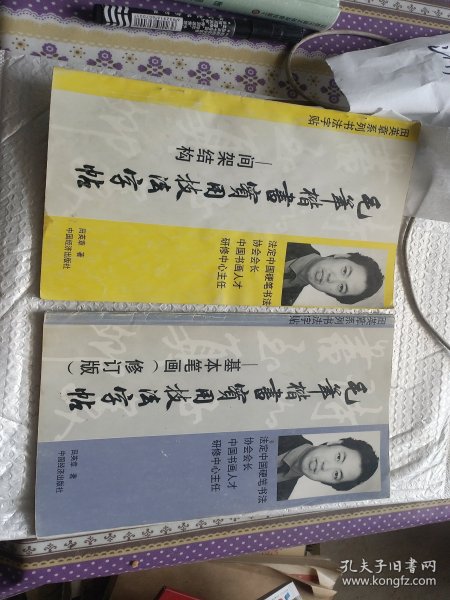 田英章系列书法字帖
毛笔楷書實用技法字帖
——间架结构
法定中国硬笔书法
协会会长
中国书画人才
研修中心主任
田英章 著
中国经济出版社
田英章系列书法字帖
毛笔楷書實用技法字帖
——基本笔画（修订版）
法定中国硬笔书法
协会会长
中国书画人才
研修中心主任
田英章 著
中国经济出版社
孔夫子旧书网
www.kongfz.com